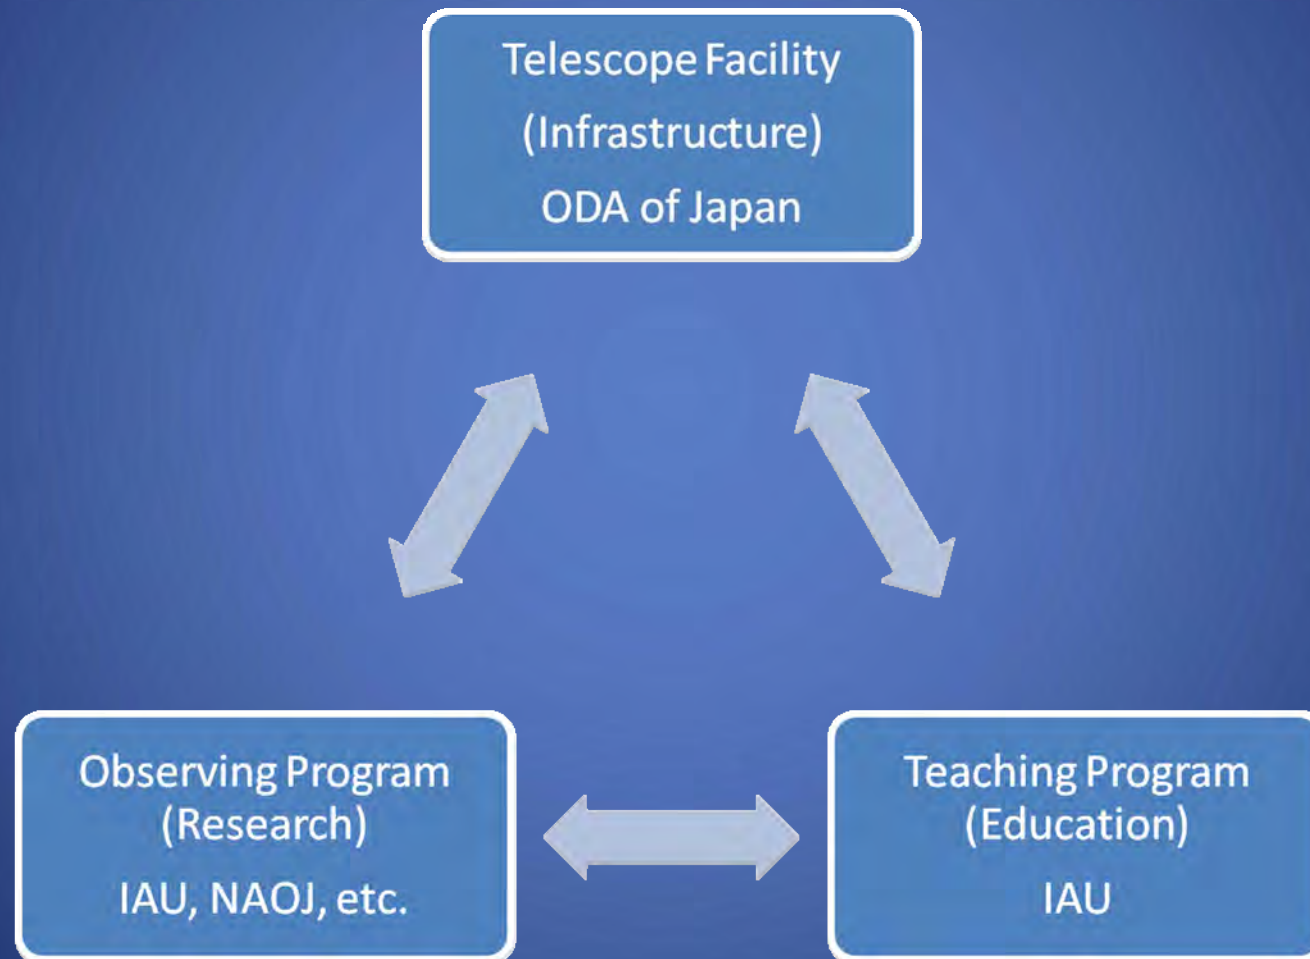 Telescope Facility
(Infrastructure)
ODA of Japan
Observing Program
(Research)
IAU, NAOJ, etc.
Teaching Program
(Education)
IAU